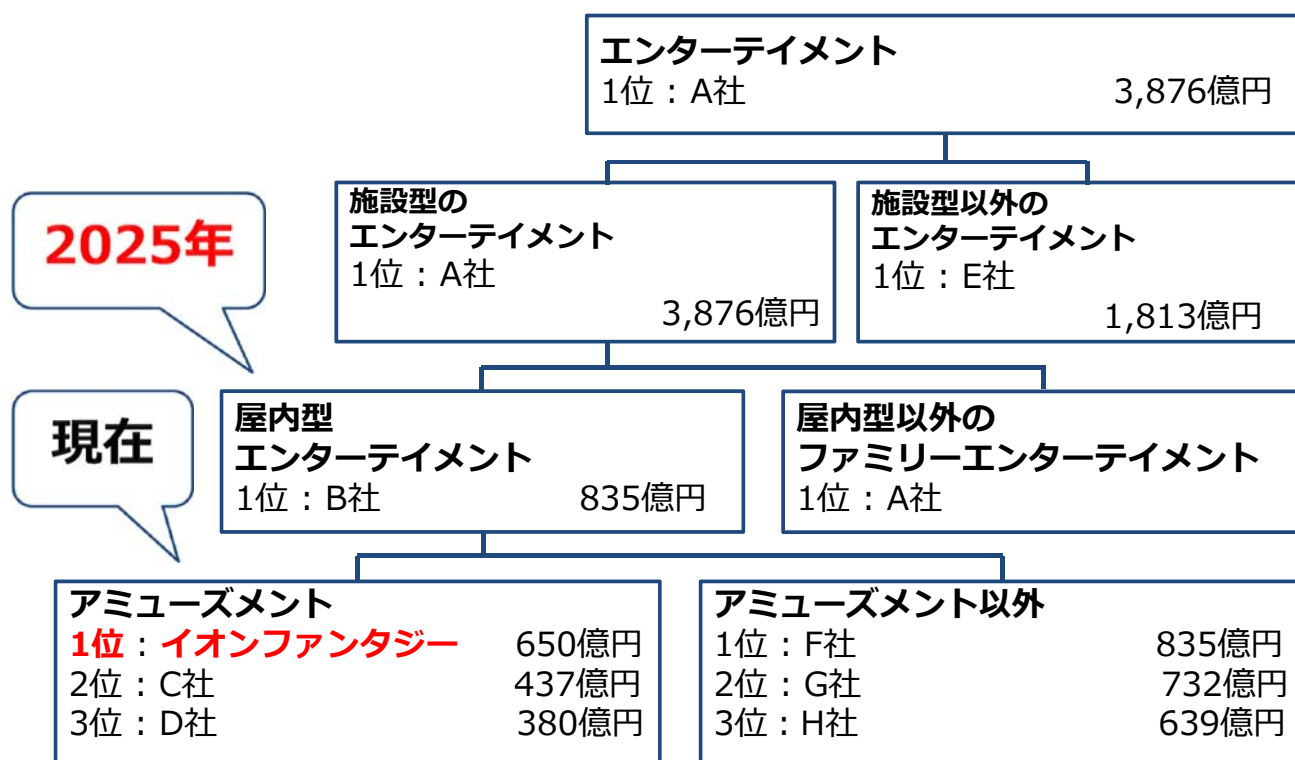 エンターテイメント
1位：A社 3,876億円
施設型の
エンターテイメント
1位：A社
3,876億円
施設型以外の
エンターテイメント
1位：E社
1,813億円
2025年
現在
屋内型
エンターテイメント
1位：B社 835億円
屋内型以外の
ファミリーエンターテイメント
1位：A社
アミューズメント
1位：イオンファンタジー 650億円
2位：C社 437億円
3位：D社 380億円
アミューズメント以外
1位：F社 835億円
2位：G社 732億円
3位：H社 639億円